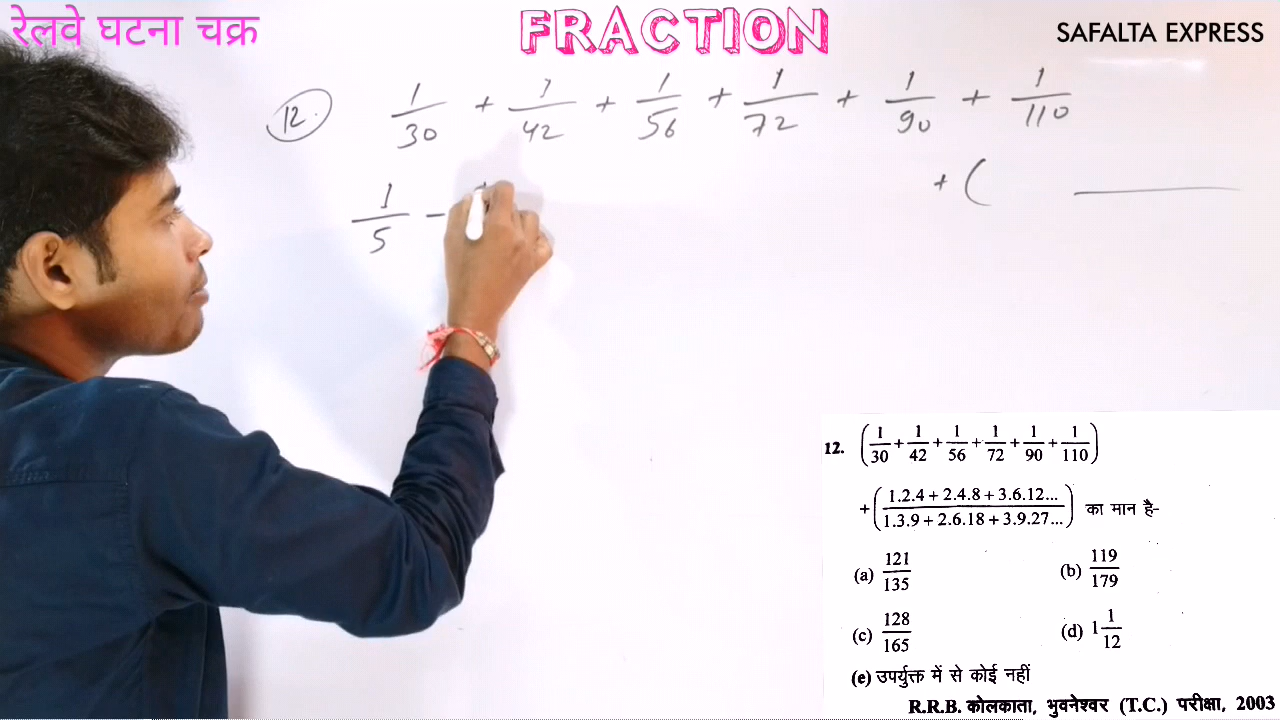 रेलवे घटना चक्र
FRACTION
SAFALTA EXPRESS
12. 1/30 + 1/42 + 1/56 + 1/72 + 1/90 + 1/110
+ (
1/5 -
12. (1/30 + 1/42 + 1/56 + 1/72 + 1/90 + 1/110)
+ (1.2.4 + 2.4.8 + 3.6.12... / 1.3.9 + 2.6.18 + 3.9.27...) का मान है-
(a) 121/135 (b) 119/179
(c) 128/165 (d) 1 1/12
(e) उपर्युक्त में से कोई नहीं
R.R.B. कोलकाता, भुवनेश्वर (T.C.) परीक्षा, 2003